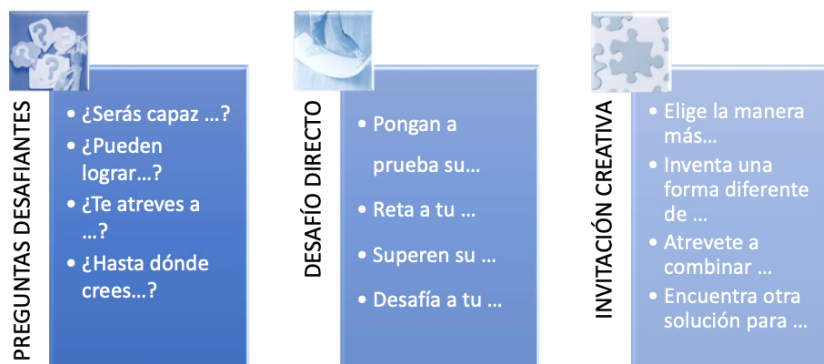 PREGUNTAS DESAFIANTES
• ¿Serás capaz ...?
• ¿Pueden
lograr...?
• ¿Te atreves a
...?
• ¿Hasta dónde
crees...?
DESAFÍO DIRECTO
• Pongan a
prueba su...
• Reta a tu ...
• Superen su ...
• Desafía a tu ...
INVITACIÓN CREATIVA
• Elige la manera
más...
• Inventa una
forma diferente
de ...
• Atrevete a
combinar ...
• Encuentra otra
solución para ...